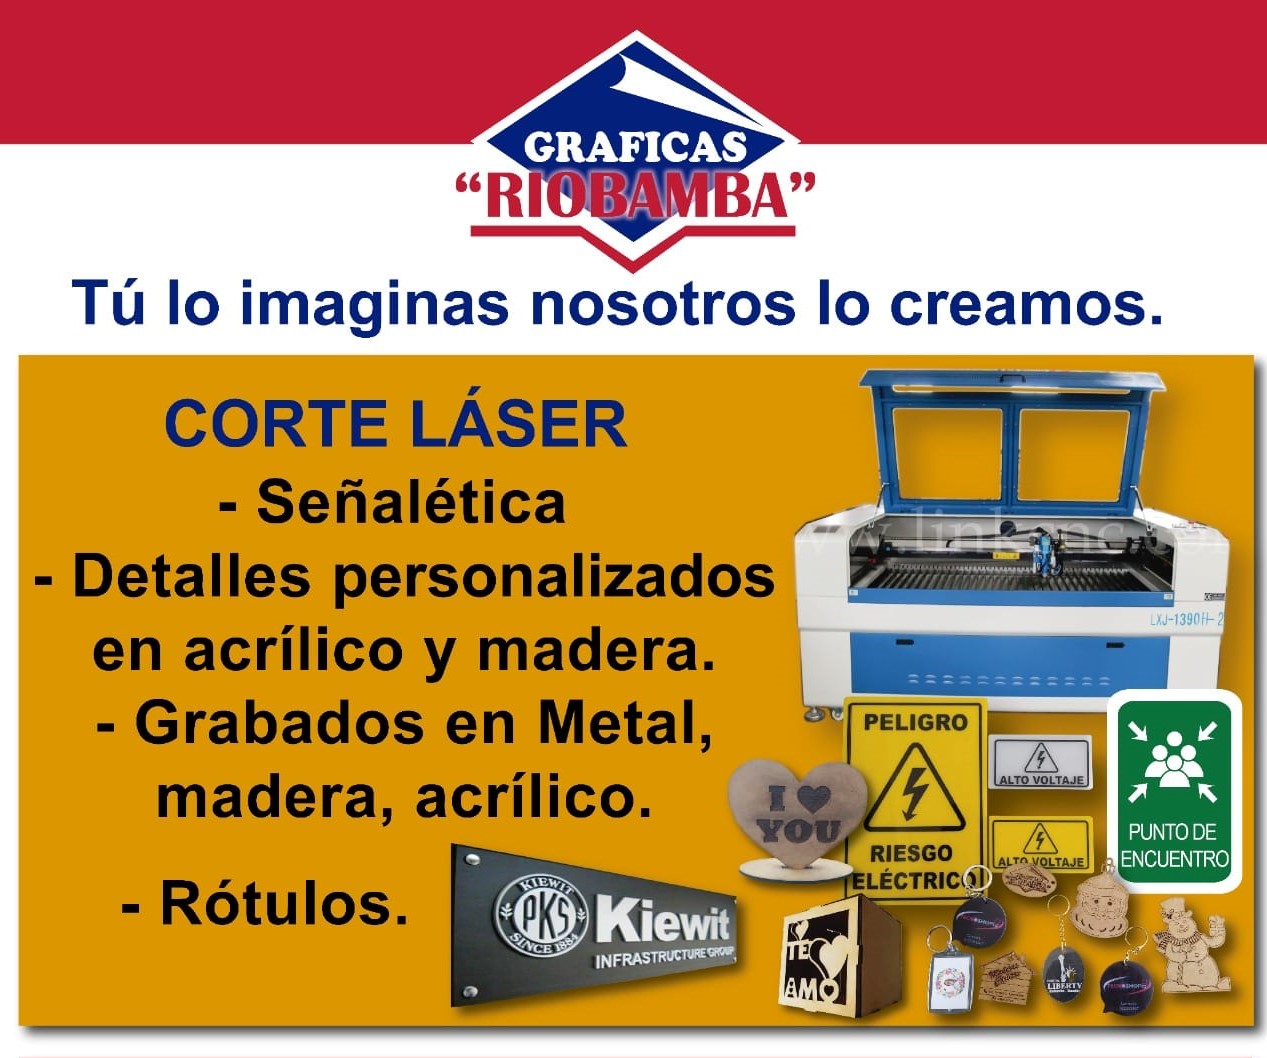 GRAFICAS
“RIOBAMBA”
Tú lo imaginas nosotros lo creamos.
CORTE LÁSER
- Señalética
- Detalles personalizados
en acrílico y madera.
- Grabados en Metal,
madera, acrílico.
- Rótulos.
LXJ-1390H-2
PELIGRO
RIESGO
ELÉCTRICO
ALTO VOLTAJE
ALTO VOLTAJE
PUNTO DE
ENCUENTRO
I
YOU
KIEWIT
PKS
SINCE 1884
Kiewit
INFRASTRUCTURE GROUP
TE
AMO
LIBERTY